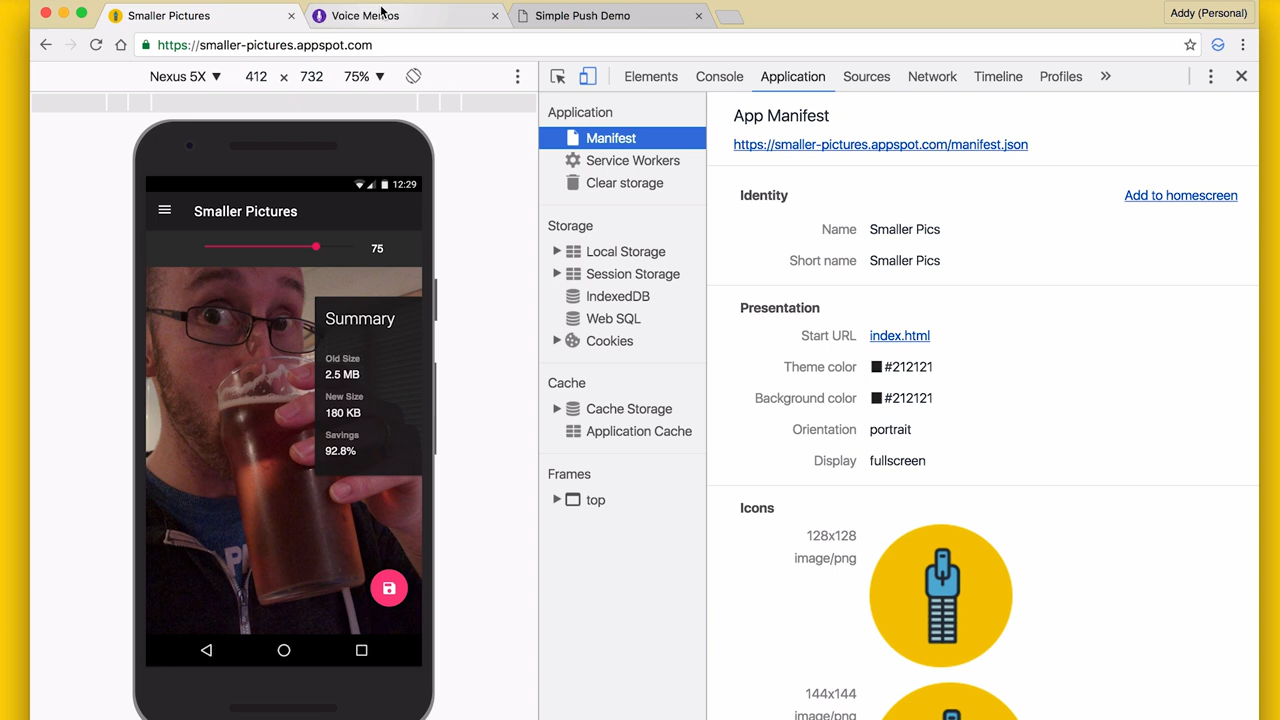 Smaller Pictures
Voice Memos
Simple Push Demo
Addy (Personal)
https://smaller-pictures.appspot.com
Nexus 5X ▼ 412 × 732 75% ▼
Elements Console Application Sources Network Timeline Profiles »
12:29
Smaller Pictures
75
Summary
Old Size
2.5 MB
New Size
180 KB
Savings
92.8%
Application
Manifest
Service Workers
Clear storage
Storage
Local Storage
Session Storage
IndexedDB
Web SQL
Cookies
Cache
Cache Storage
Application Cache
Frames
top
App Manifest
https://smaller-pictures.appspot.com/manifest.json
Identity Add to homescreen
Name Smaller Pics
Short name Smaller Pics
Presentation
Start URL index.html
Theme color #212121
Background color #212121
Orientation portrait
Display fullscreen
Icons
128x128
image/png
144x144
image/png